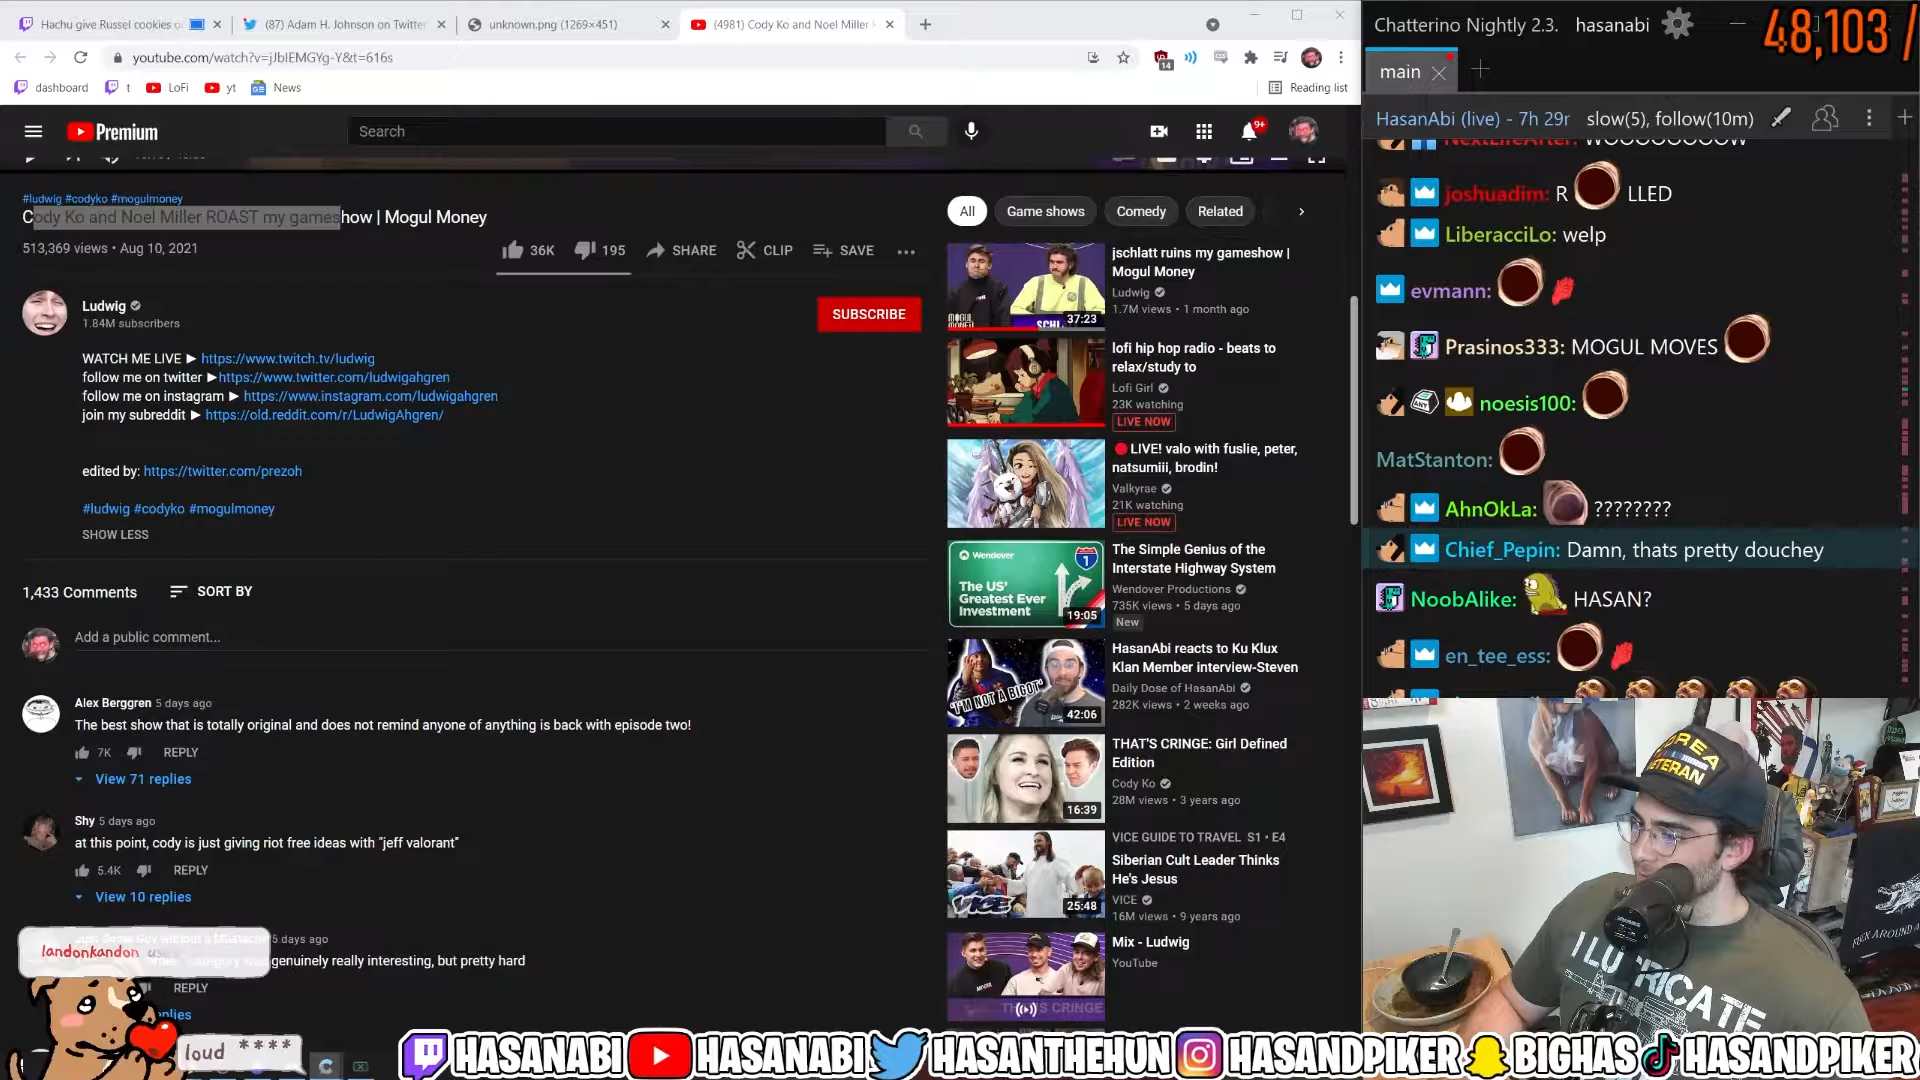 Hachu give Russel cookies o
(87) Adam H. Johnson on Twitter
unknown.png (1269×451)
(4981) Cody Ko and Noel Miller R
youtube.com/watch?v=jJbIEMGYg-Y&t=616s
14
dashboard
t
LoFi
yt
News
Reading list
Premium
Search
9+
#ludwig #codyko #mogulmoney
Cody Ko and Noel Miller ROAST my gameshow | Mogul Money
513,369 views • Aug 10, 2021
36K
195
SHARE
CLIP
SAVE
Ludwig
1.84M subscribers
SUBSCRIBE
WATCH ME LIVE ► https://www.twitch.tv/ludwig
follow me on twitter ►https://www.twitter.com/ludwigahgren
follow me on instagram ► https://www.instagram.com/ludwigahgren
join my subreddit ► https://old.reddit.com/r/LudwigAhgren/
edited by: https://twitter.com/prezoh
#ludwig #codyko #mogulmoney
SHOW LESS
1,433 Comments
SORT BY
Add a public comment...
Alex Berggren 5 days ago
The best show that is totally original and does not remind anyone of anything is back with episode two!
7K
REPLY
View 71 replies
Shy 5 days ago
at this point, cody is just giving riot free ideas with "jeff valorant"
5.4K
REPLY
View 10 replies
5 days ago
genuinely really interesting, but pretty hard
REPLY
landonkandon
loud ****
All
Game shows
Comedy
Related
jschlatt ruins my gameshow | Mogul Money
Ludwig
1.7M views • 1 month ago
37:23
lofi hip hop radio - beats to relax/study to
Lofi Girl
23K watching
LIVE NOW
LIVE! valo with fuslie, peter, natsumiii, brodin!
Valkyrae
21K watching
LIVE NOW
Wendover
The US' Greatest Ever Investment
1
19:05
The Simple Genius of the Interstate Highway System
Wendover Productions
735K views • 5 days ago
New
"I'M NOT A BIGOT"
42:06
HasanAbi reacts to Ku Klux Klan Member interview-Steven
Daily Dose of HasanAbi
282K views • 2 weeks ago
16:39
THAT'S CRINGE: Girl Defined Edition
Cody Ko
28M views • 3 years ago
VICE
25:48
VICE GUIDE TO TRAVEL S1 • E4
Siberian Cult Leader Thinks He's Jesus
VICE
16M views • 9 years ago
THAT'S CRINGE
Mix - Ludwig
YouTube
Chatterino Nightly 2.3.
hasanabi
48,103 /
main
HasanAbi (live) - 7h 29r
slow(5), follow(10m)
NextLifeAfter: WOOOOOOOOW
joshuadim: R LLED
LiberacciLo: welp
evmann:
Prasinos333: MOGUL MOVES
noesis100:
MatStanton:
AhnOkLa: ????????
Chief_Pepin: Damn, thats pretty douchey
NoobAlike: HASAN?
en_tee_ess:
KOREA
VETERAN
HASANABI
HASANABI
HASANTHEHUN
HASANDPIKER
BIGHAS
HASANDPIKER